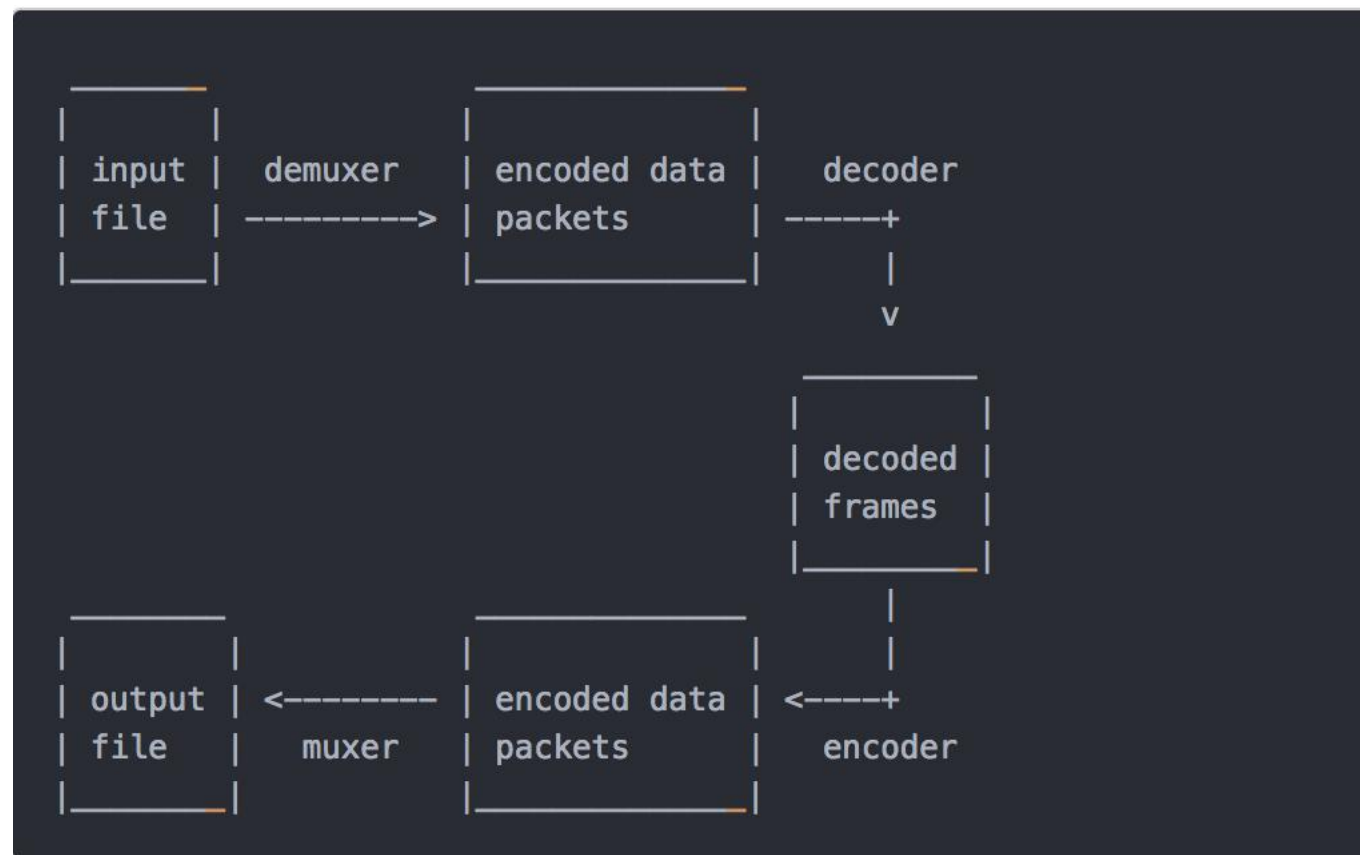 input demuxer encoded data decoder
file ---------> packets -----+
v
decoded
frames
output <-------- encoded data <----+
file muxer packets encoder